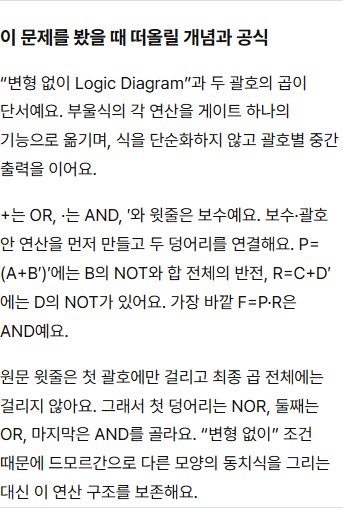 이 문제를 봤을 때 떠올릴 개념과 공식
“변형 없이 Logic Diagram”과 두 괄호의 곱이
단서예요. 부울식의 각 연산을 게이트 하나의
기능으로 옮기며, 식을 단순화하지 않고 괄호별 중간
출력을 이어요.
+는 OR, ·는 AND, ′와 윗줄은 보수예요. 보수·괄호
안 연산을 먼저 만들고 두 덩어리를 연결해요. P=
(A+B′)′에는 B의 NOT와 합 전체의 반전, R=C+D′
에는 D의 NOT가 있어요. 가장 바깥 F=P·R은
AND예요.
원문 윗줄은 첫 괄호에만 걸리고 최종 곱 전체에는
걸리지 않아요. 그래서 첫 덩어리는 NOR, 둘째는
OR, 마지막은 AND를 골라요. “변형 없이” 조건
때문에 드모르간으로 다른 모양의 동치식을 그리는
대신 이 연산 구조를 보존해요.